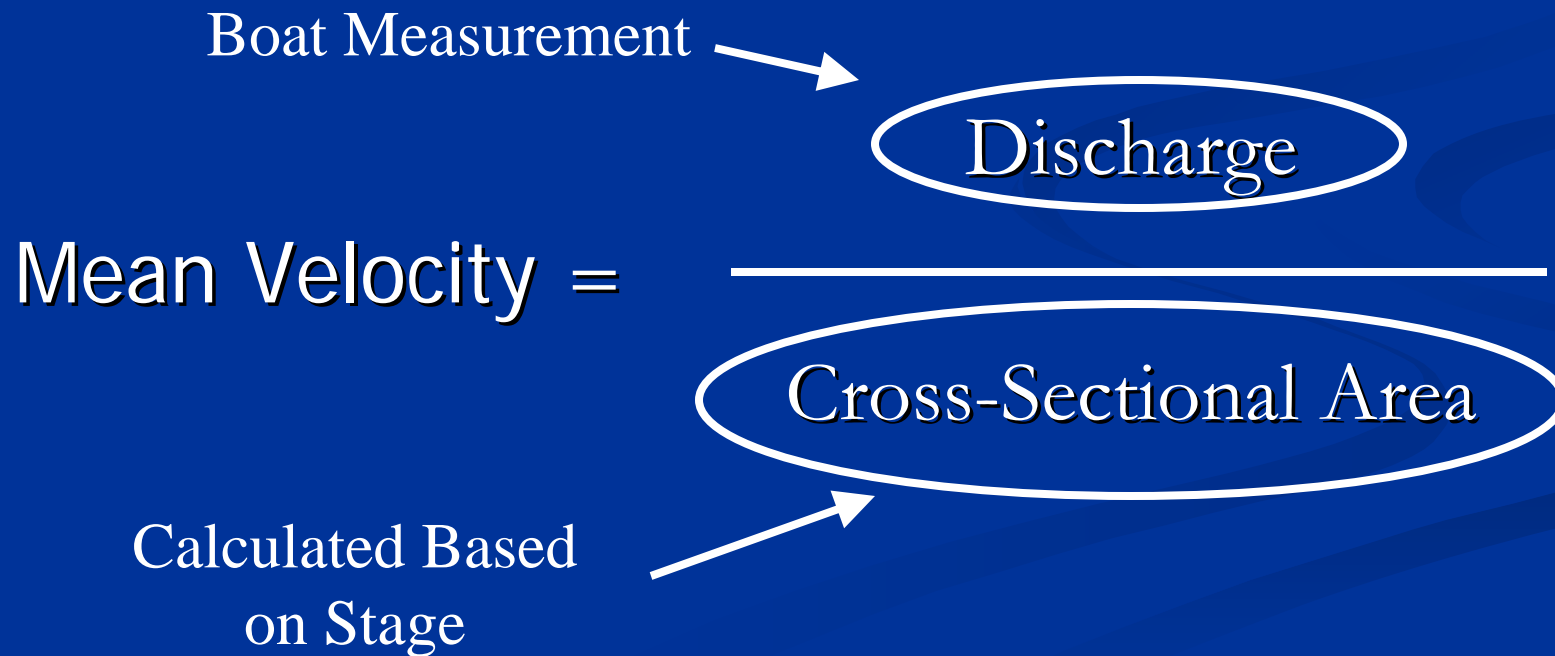 Boat Measurement
Discharge
Mean Velocity =
Cross-Sectional Area
Calculated Based
on Stage